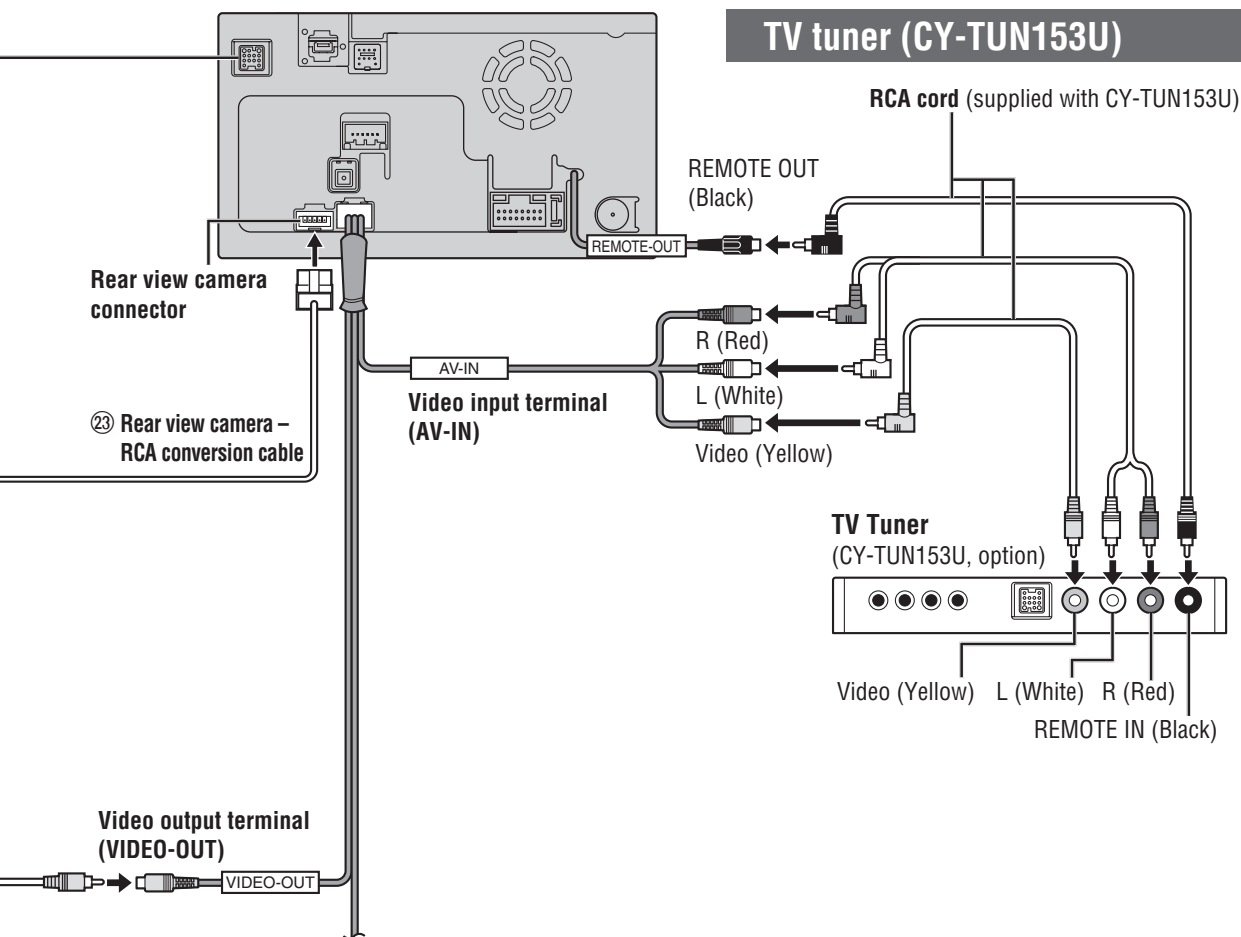 TV tuner (CY-TUN153U)
RCA cord (supplied with CY-TUN153U)
REMOTE OUT
(Black)
REMOTE-OUT
Rear view camera
connector
R (Red)
AV-IN
L (White)
Video input terminal
(AV-IN)
㉓ Rear view camera –
RCA conversion cable
Video (Yellow)
TV Tuner
(CY-TUN153U, option)
Video (Yellow) L (White) R (Red)
REMOTE IN (Black)
Video output terminal
(VIDEO-OUT)
VIDEO-OUT